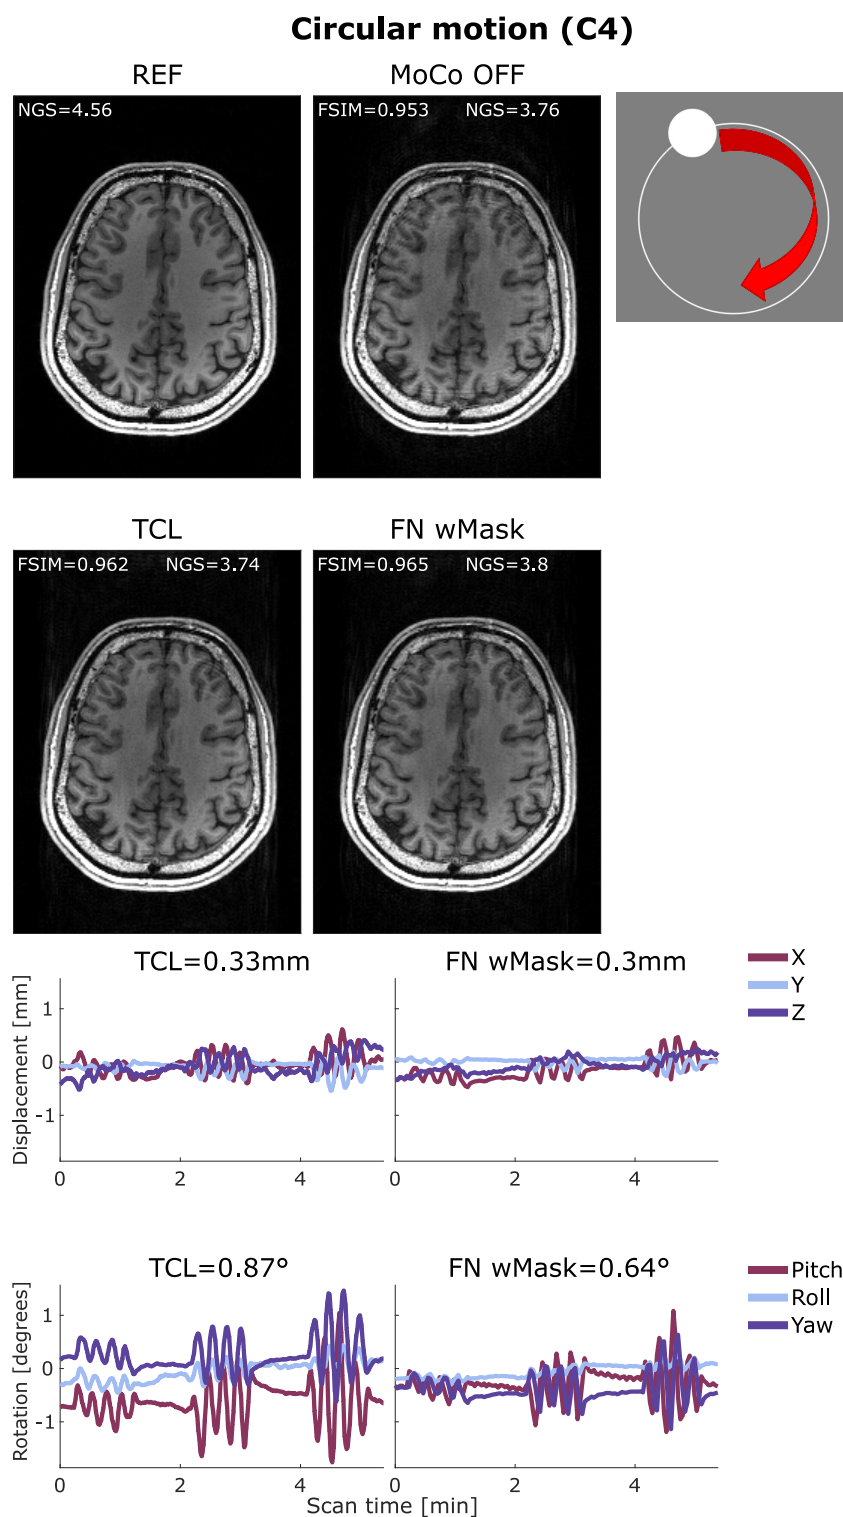 Circular motion (C4)
REF
MoCo OFF
NGS=4.56
FSIM=0.953 NGS=3.76
TCL
FN wMask
FSIM=0.962 NGS=3.74
FSIM=0.965 NGS=3.8
TCL=0.33mm
FN wMask=0.3mm
X
Y
Z
Displacement [mm]
1
0
-1
0 2 4
0 2 4
TCL=0.87°
FN wMask=0.64°
Pitch
Roll
Yaw
Rotation [degrees]
1
0
-1
0 2 4
0 2 4
Scan time [min]